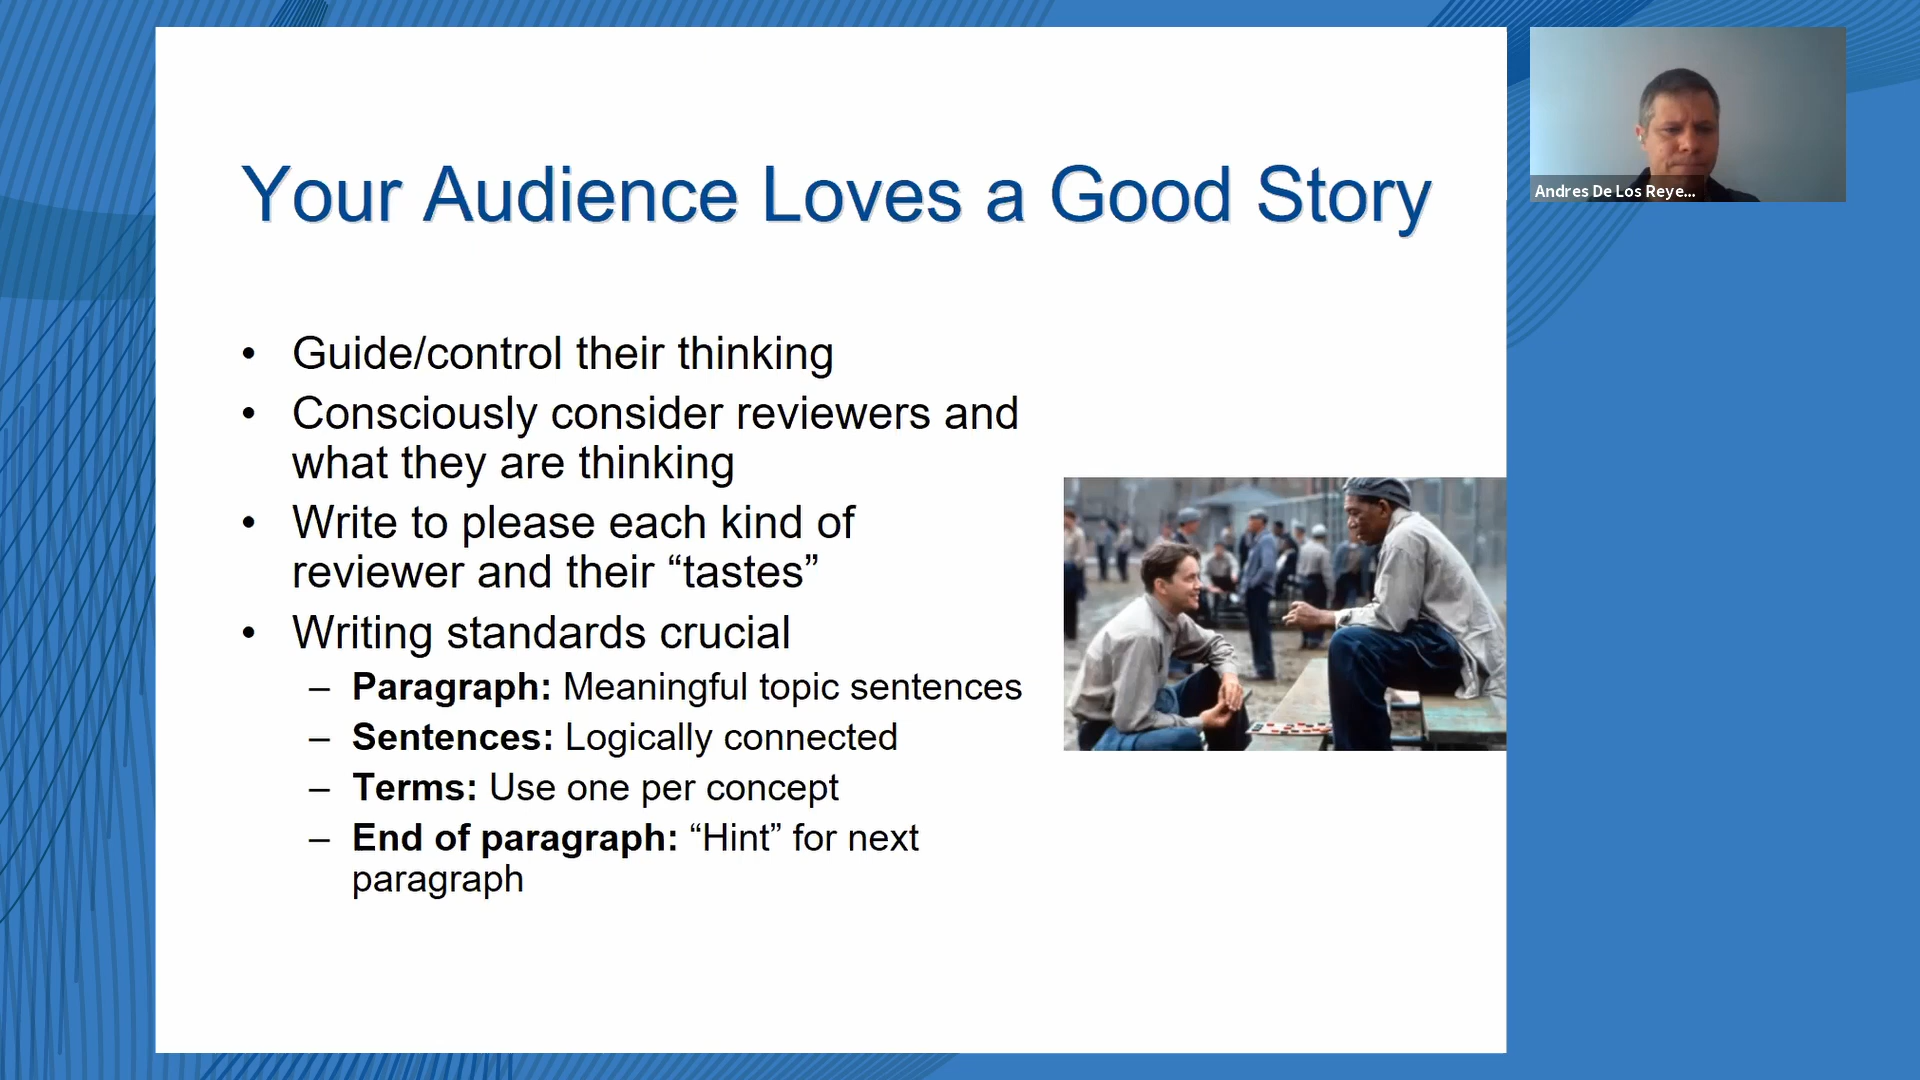 Your Audience Loves a Good Story
• Guide/control their thinking
• Consciously consider reviewers and
what they are thinking
• Write to please each kind of
reviewer and their “tastes”
• Writing standards crucial
– Paragraph: Meaningful topic sentences
– Sentences: Logically connected
– Terms: Use one per concept
– End of paragraph: “Hint” for next
paragraph
Andres De Los Reye...